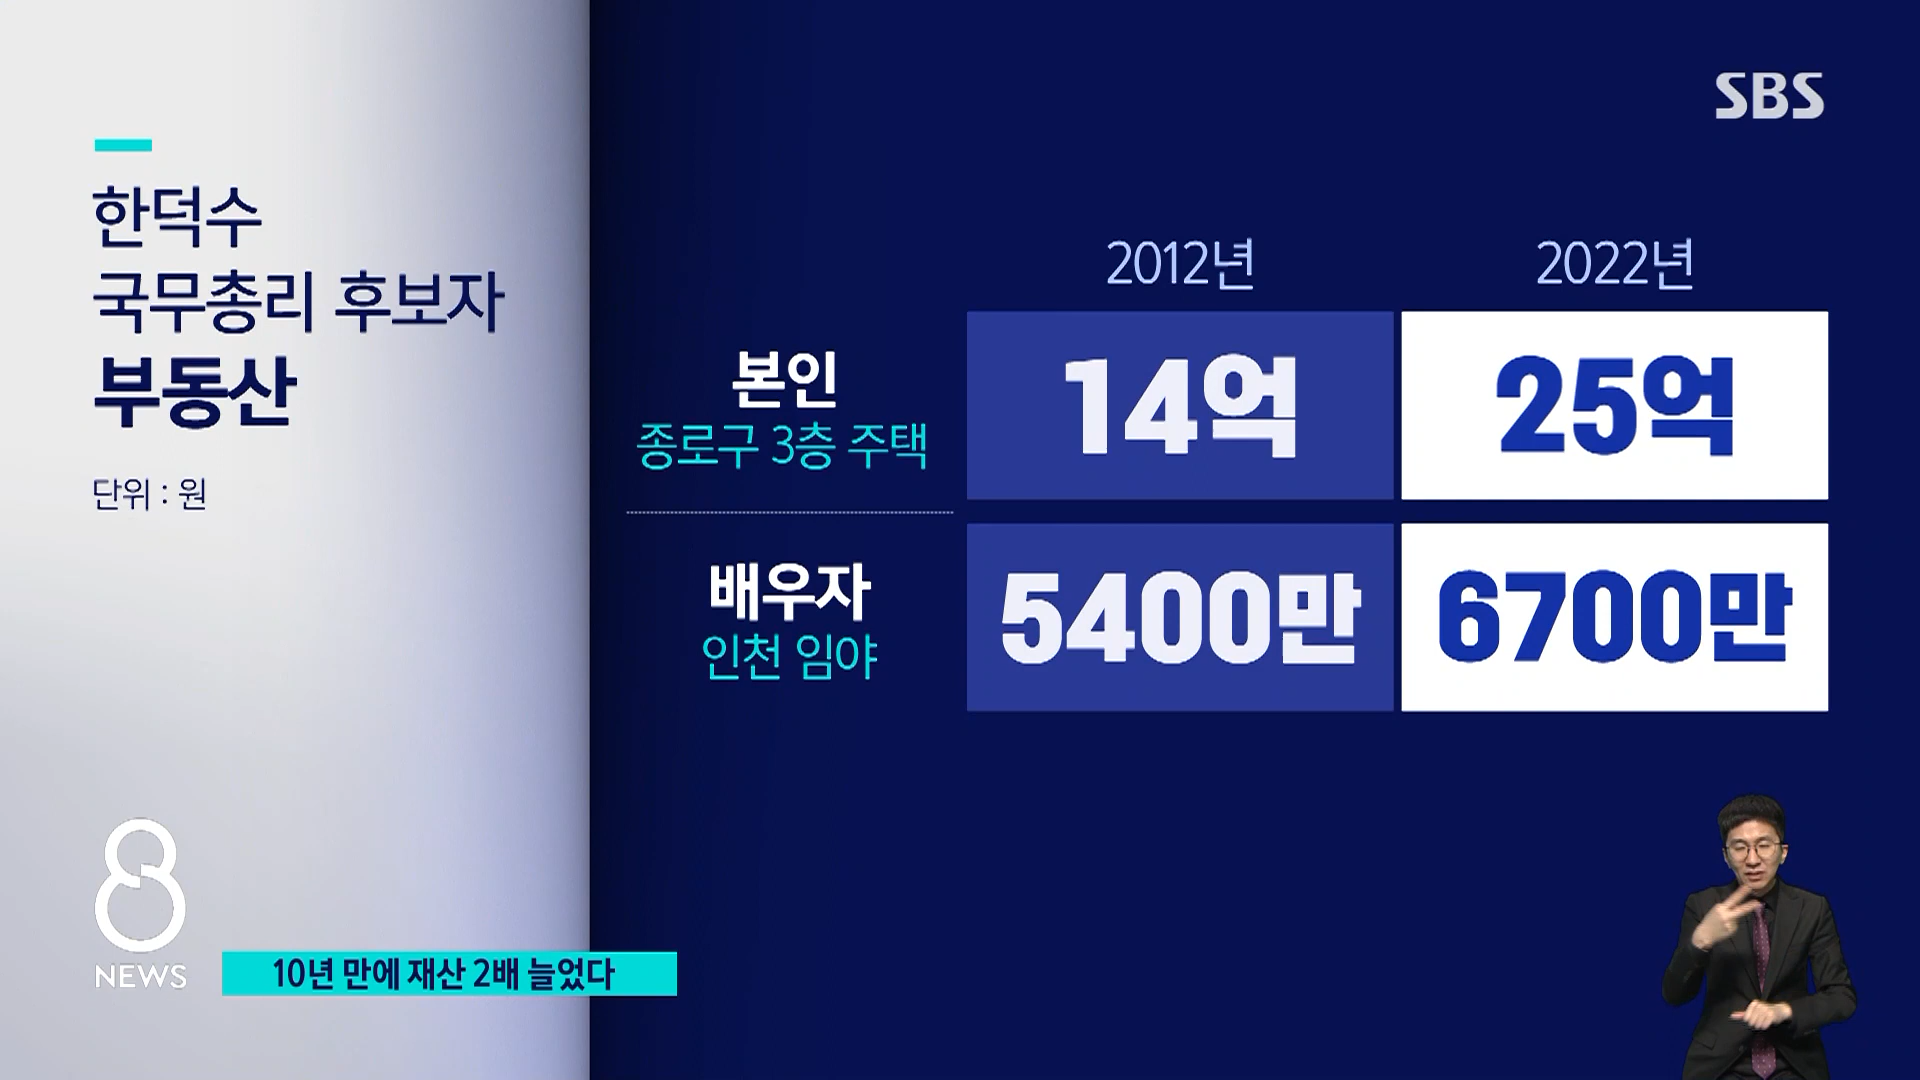 SBS
한덕수
국무총리 후보자
부동산
단위 : 원
2012년 2022년
본인
종로구 3층 주택
14억 25억
배우자
인천 임야
5400만 6700만
8
NEWS
10년 만에 재산 2배 늘었다